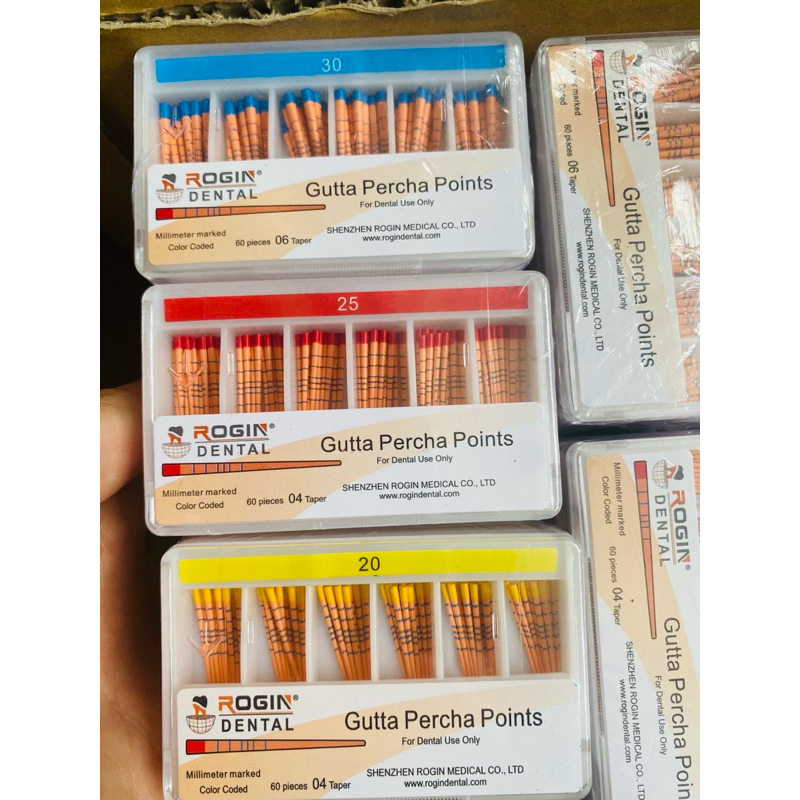 30
ROGIN®
DENTAL
Gutta Percha Points
For Dental Use Only
Millimeter marked
Color Coded
60 pieces 06 Taper
SHENZHEN ROGIN MEDICAL CO., LTD
www.rogindental.com
25
ROGIN®
DENTAL
Gutta Percha Points
For Dental Use Only
Millimeter marked
Color Coded
60 pieces 04 Taper
SHENZHEN ROGIN MEDICAL CO., LTD
www.rogindental.com
20
ROGIN®
DENTAL
Gutta Percha Points
For Dental Use Only
Millimeter marked
Color Coded
60 pieces 04 Taper
SHENZHEN ROGIN MEDICAL CO., LTD
www.rogindental.com
ROGIN®
DENTAL
Gutta Percha Points
For Dental Use Only
marked
60 pieces 06 Taper
SHENZHEN ROGIN MEDICAL CO., LTD
www.rogindental.com
ROGIN®
DENTAL
Gutta Percha Poin
For Dental Use Only
Millimeter marked
Color Coded
60 pieces 04 Taper
SHENZHEN ROGIN MEDICAL CO., LTD
www.rogindental.com